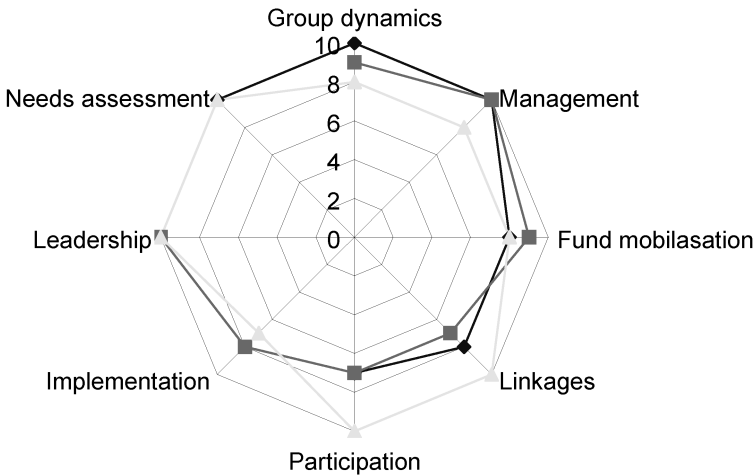 Group dynamics
10
Needs assessment
Management
8
6
4
2
Leadership
0
Fund mobilasation
Implementation
Linkages
Participation